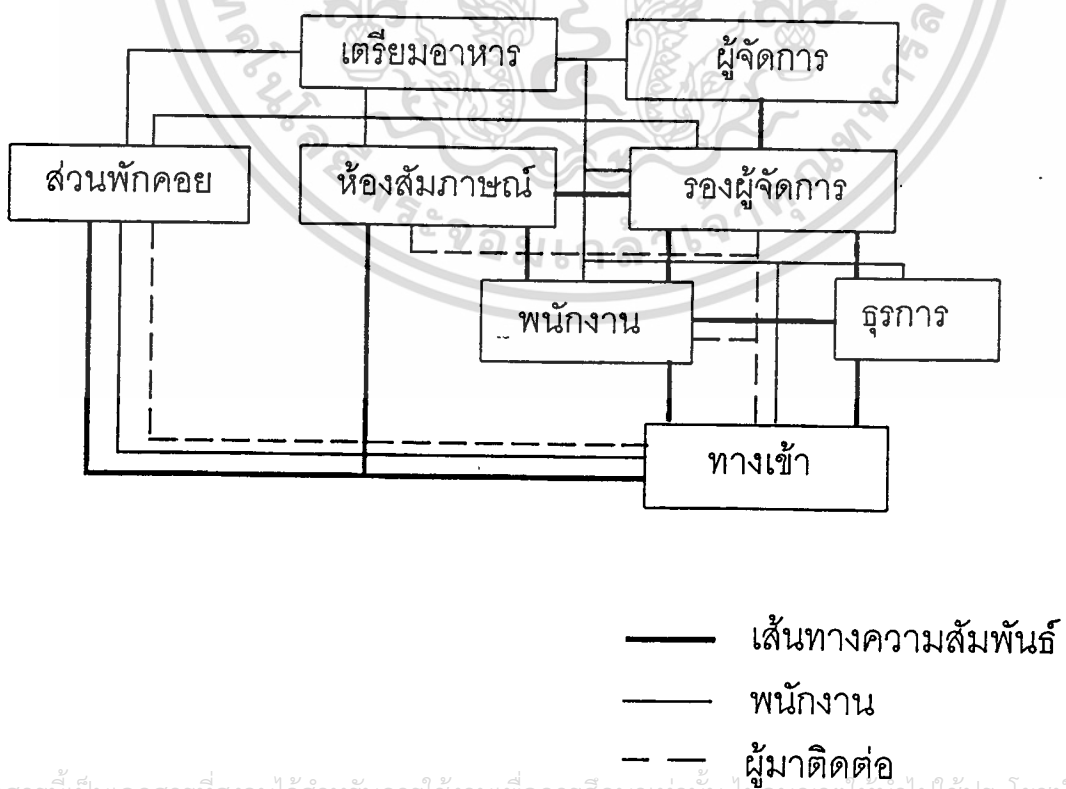 เตรียมอาหาร
ผู้จัดการ
ส่วนพักคอย
ห้องสัมภาษณ์
รองผู้จัดการ
พนักงาน
ธุรการ
ทางเข้า
เส้นทางความสัมพันธ์
พนักงาน
ผู้มาติดต่อ